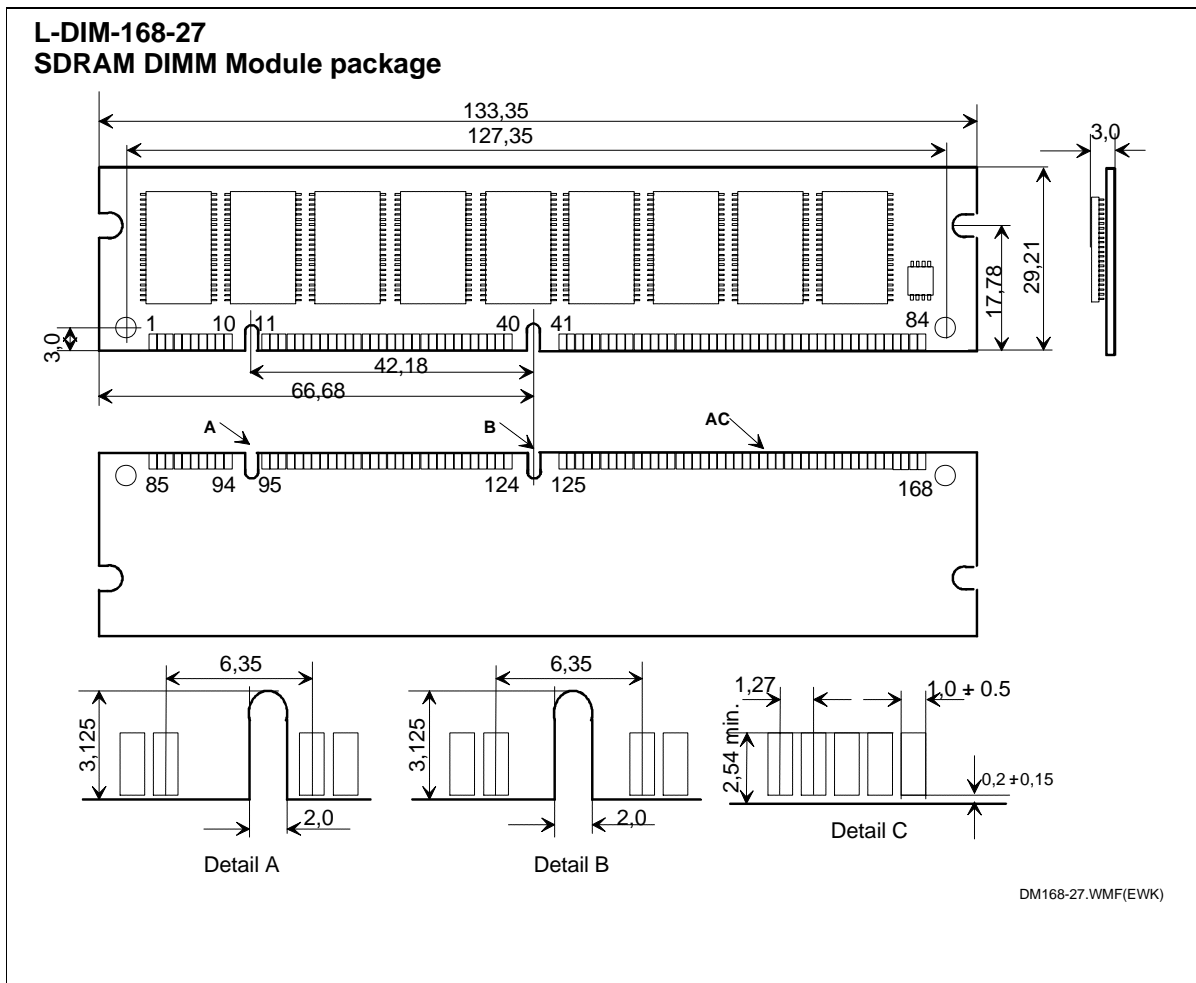 L-DIM-168-27
SDRAM DIMM Module package
133,35
127,35
3,0
29,21
17,78
3,0
1 10 11 40 41 84
42,18
66,68
A B AC
85 94 95 124 125 168
6,35 6,35
3,125 3,125 2,54 min. 1,27 1,0 + 0.5
0,2 + 0,15
2,0 2,0
Detail A Detail B Detail C
DM168-27.WMF(EWK)